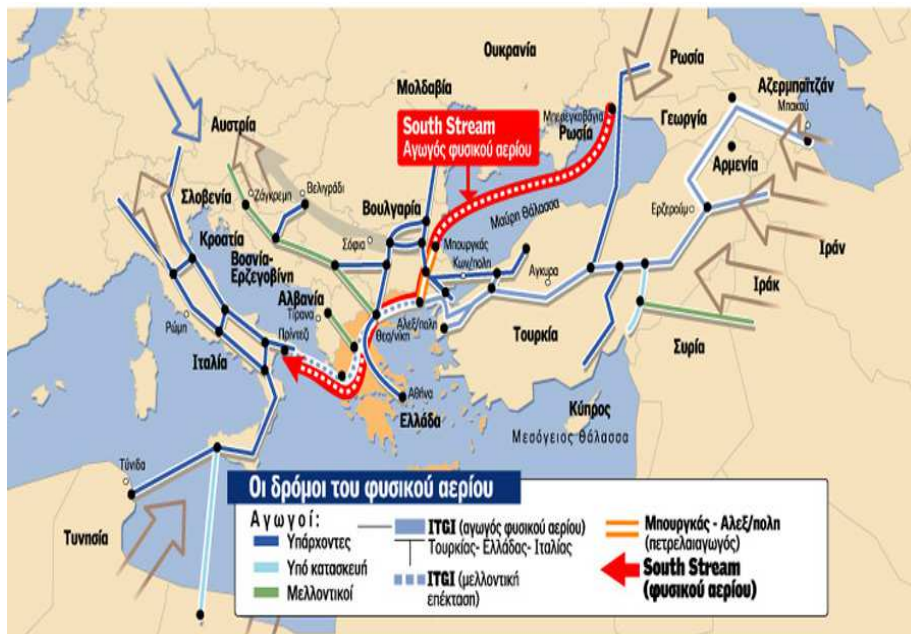 Ουκρανία
Ρωσία
Μολδαβία
Αζερμπαϊτζάν
Μπακού
Αυστρία
South Stream
Αγωγός φυσικού αερίου
Μπερεγκοβάγια
Ρωσία
Γεωργία
Αρμενία
Σλοβενία
Ζάγκρεμπη
Βελιγράδι
Μαύρη Θάλασσα
Ερζερούμ
Βουλγαρία
Κροατία
Σόφια
Μπουργκάς
Βοσνία-
Ερζεγοβίνη
Κων/πολη
Αγκυρα
Ιράν
Ιράκ
Αλβανία
Τίρανα
Ρώμη
Πρίντεζι
Θεσ/νίκη
Αλεξ/πολη
Τουρκία
Συρία
Ιταλία
Αθήνα
Ελλάδα
Κύπρος
Μεσόγειος θάλασσα
Τύνιδα
Τυνησία
Οι δρόμοι του φυσικού αερίου
Αγωγοί:
Υπάρχοντες
Υπό κατασκευή
Μελλοντικοί
ITGI (αγωγός φυσικού αερίου)
Τουρκίας- Ελλάδας- Ιταλίας
ITGI (μελλοντική
επέκταση)
Μπουργκάς - Αλεξ/πολη
(πετρελαιαγωγός)
South Stream
(φυσικού αερίου)